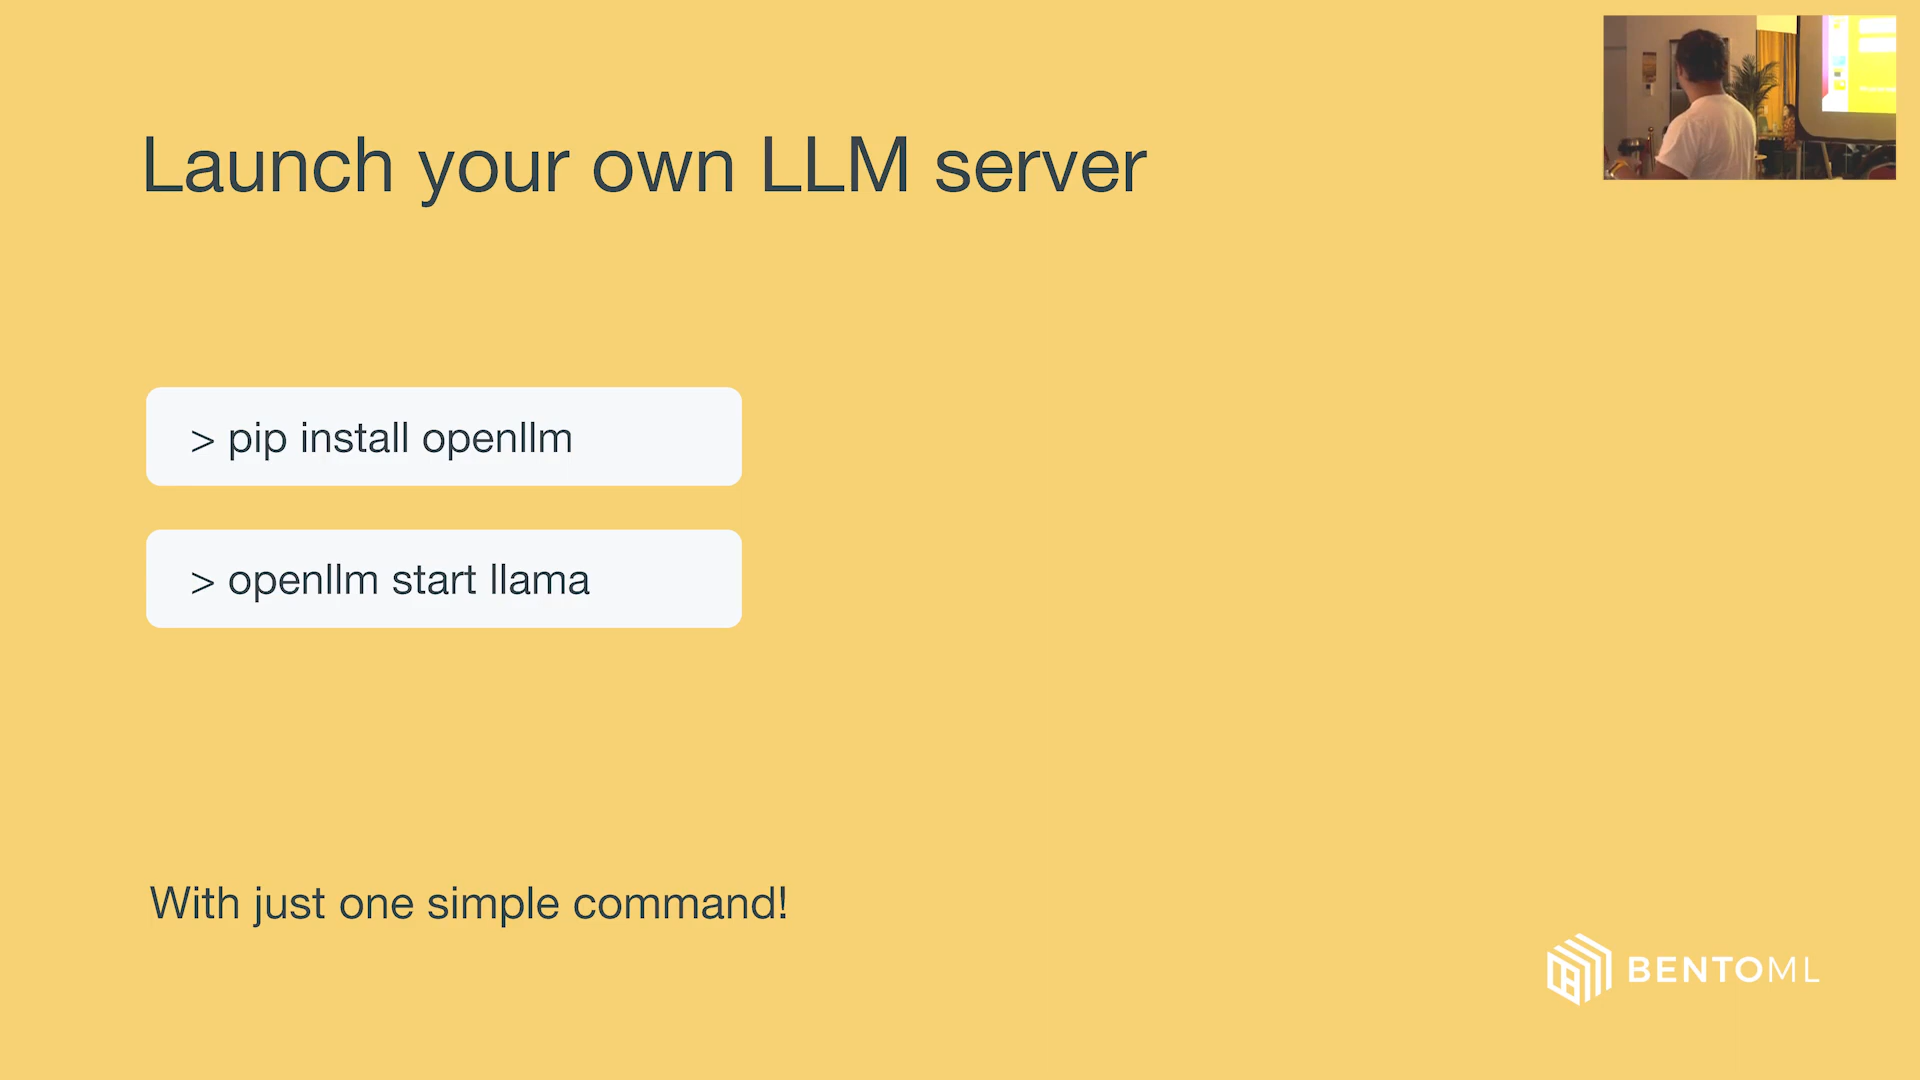 Launch your own LLM server
> pip install openllm
> openllm start llama
With just one simple command!
BENTOML